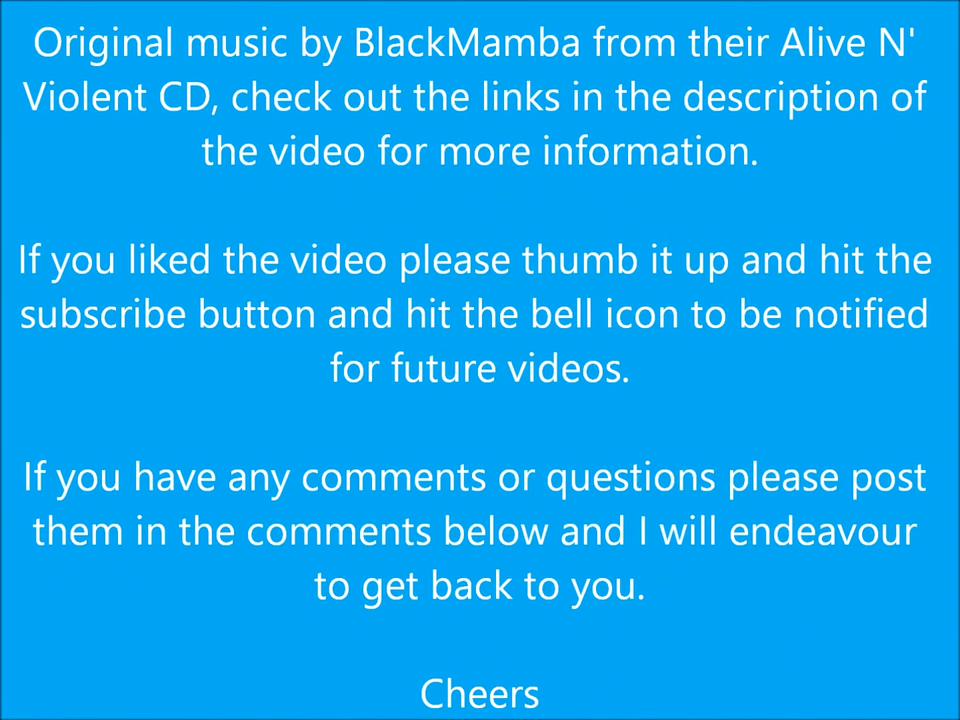 Original music by BlackMamba from their Alive N'
Violent CD, check out the links in the description of
the video for more information.
If you liked the video please thumb it up and hit the
subscribe button and hit the bell icon to be notified
for future videos.
If you have any comments or questions please post
them in the comments below and I will endeavour
to get back to you.
Cheers